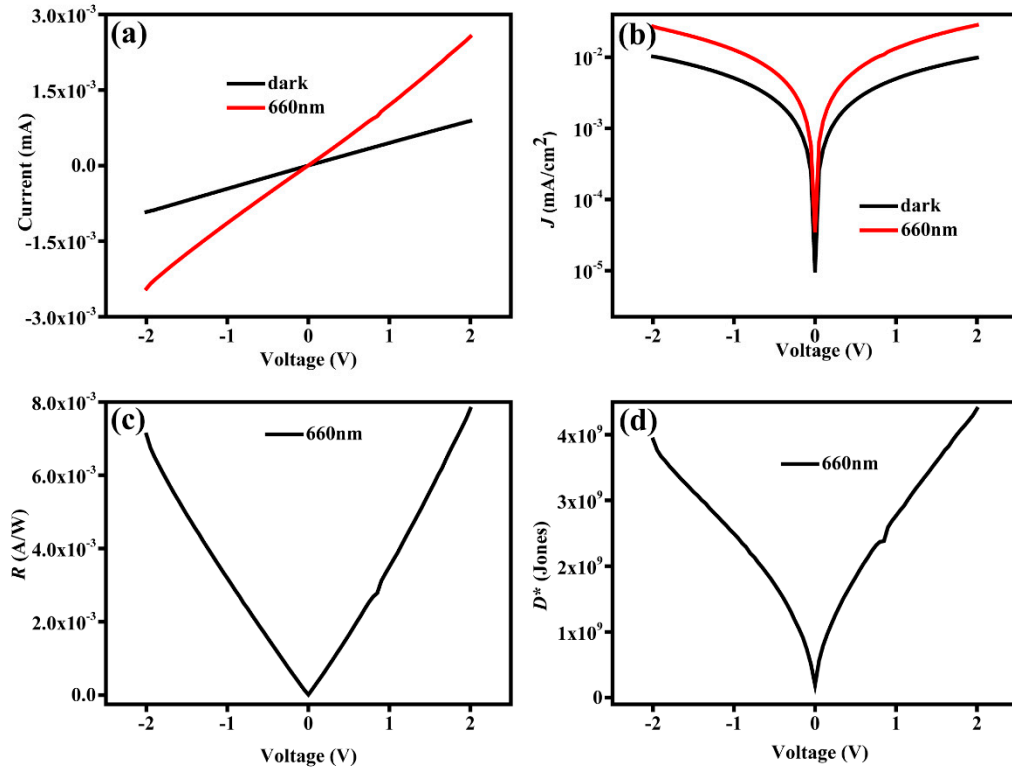 (a)
3.0x10⁻³
1.5x10⁻³
0.0
-1.5x10⁻³
-3.0x10⁻³
Current (mA)
dark
660nm
-2 -1 0 1 2
Voltage (V)
(b)
10⁻²
10⁻³
10⁻⁴
10⁻⁵
J (mA/cm²)
dark
660nm
-2 -1 0 1 2
Voltage (V)
(c)
8.0x10⁻³
6.0x10⁻³
4.0x10⁻³
2.0x10⁻³
0.0
R (A/W)
660nm
-2 -1 0 1 2
Voltage (V)
(d)
4x10⁹
3x10⁹
2x10⁹
1x10⁹
0
D* (Jones)
660nm
-2 -1 0 1 2
Voltage (V)